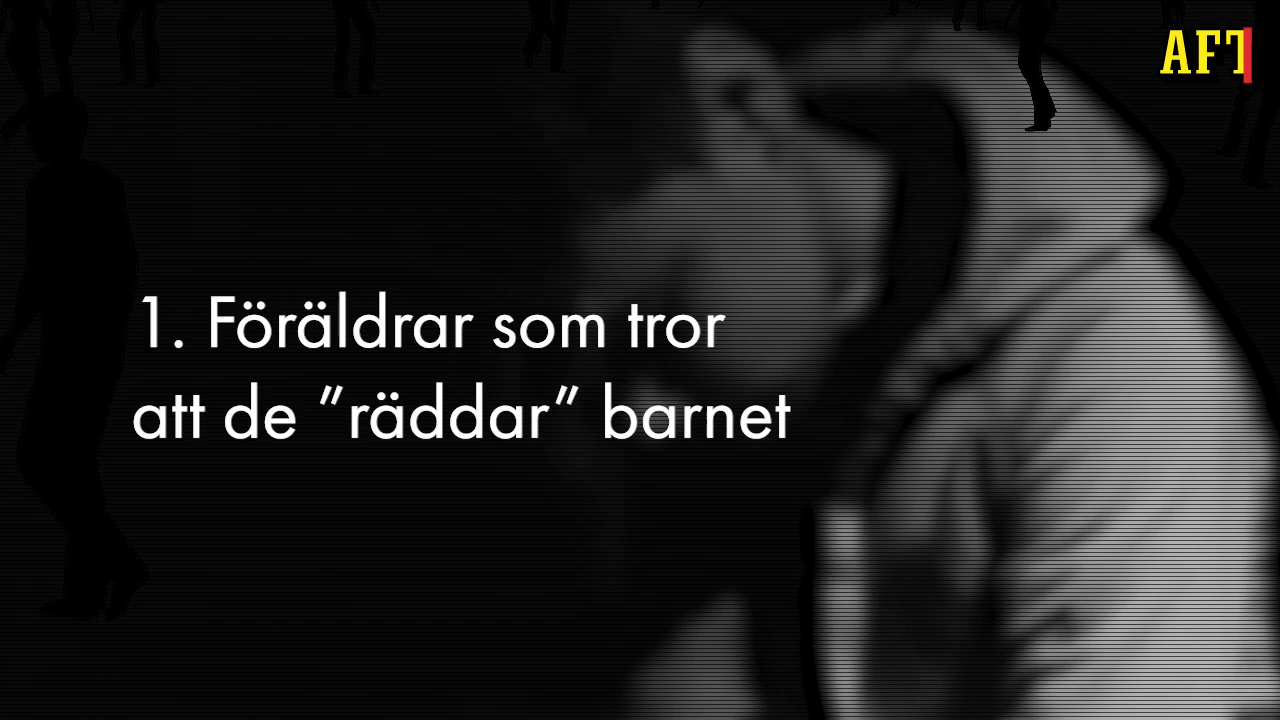 AFT
1. Föräldrar som tror
att de ”räddar” barnet